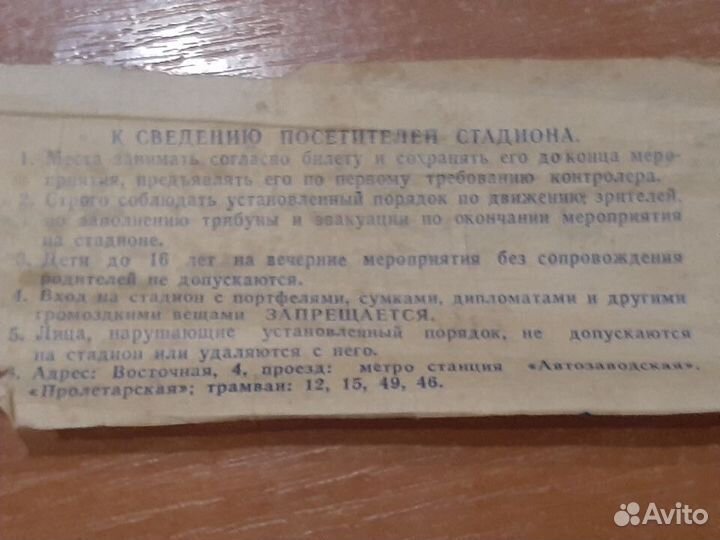 К СВЕДЕНИЮ ПОСЕТИТЕЛЕЙ СТАДИОНА.
1. Места занимать согласно билету и сохранять его до конца меро-
приятия, предъявлять его по первому требованию контролера.
2. Строго соблюдать установленный порядок по движению зрителей,
по заполнению трибуны и эвакуации по окончании мероприятия
на стадионе.
3. Дети до 16 лет на вечерние мероприятия без сопровождения
родителей не допускаются.
4. Вход на стадион с портфелями, сумками, дипломатами и другими
громоздкими вещами ЗАПРЕЩАЕТСЯ.
5. Лица, нарушающие установленный порядок, не допускаются
на стадион или удаляются с него.
6. Адрес: Восточная, 4, проезд: метро станция «Автозаводская»,
«Пролетарская»; трамваи: 12, 15, 49, 46.
Avito